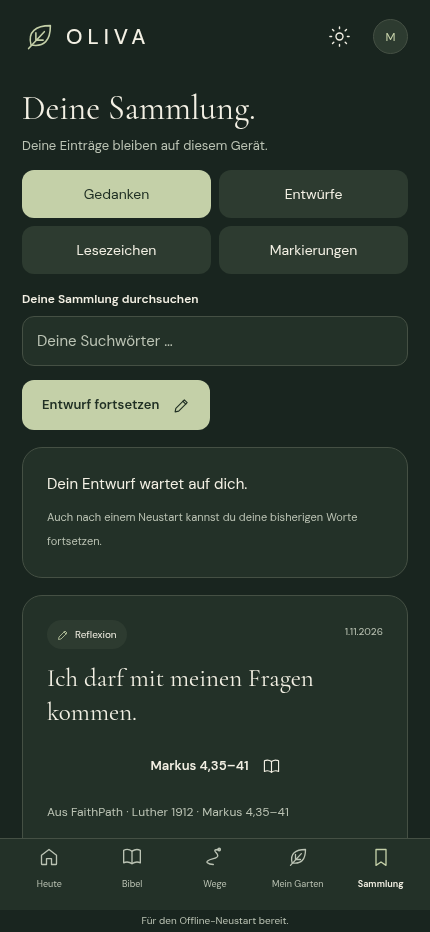 OLIVA
M
Deine Sammlung.
Deine Einträge bleiben auf diesem Gerät.
Gedanken
Entwürfe
Lesezeichen
Markierungen
Deine Sammlung durchsuchen
Deine Suchwörter ...
Entwurf fortsetzen
Dein Entwurf wartet auf dich.
Auch nach einem Neustart kannst du deine bisherigen Worte
fortsetzen.
Reflexion
1.11.2026
Ich darf mit meinen Fragen
kommen.
Markus 4,35–41
Aus FaithPath · Luther 1912 · Markus 4,35–41
Heute
Bibel
Wege
Mein Garten
Sammlung
Für den Offline-Neustart bereit.